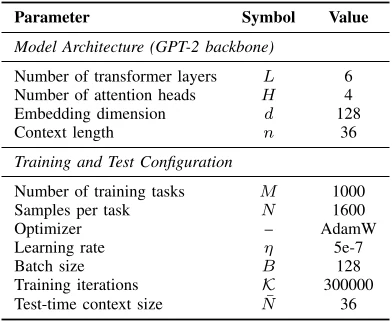 Parameter Symbol Value
Model Architecture (GPT-2 backbone)
Number of transformer layers L 6
Number of attention heads H 4
Embedding dimension d 128
Context length n 36
Training and Test Configuration
Number of training tasks M 1000
Samples per task N 1600
Optimizer – AdamW
Learning rate η 5e-7
Batch size B 128
Training iterations 𝒦 300000
Test-time context size N̄ 36